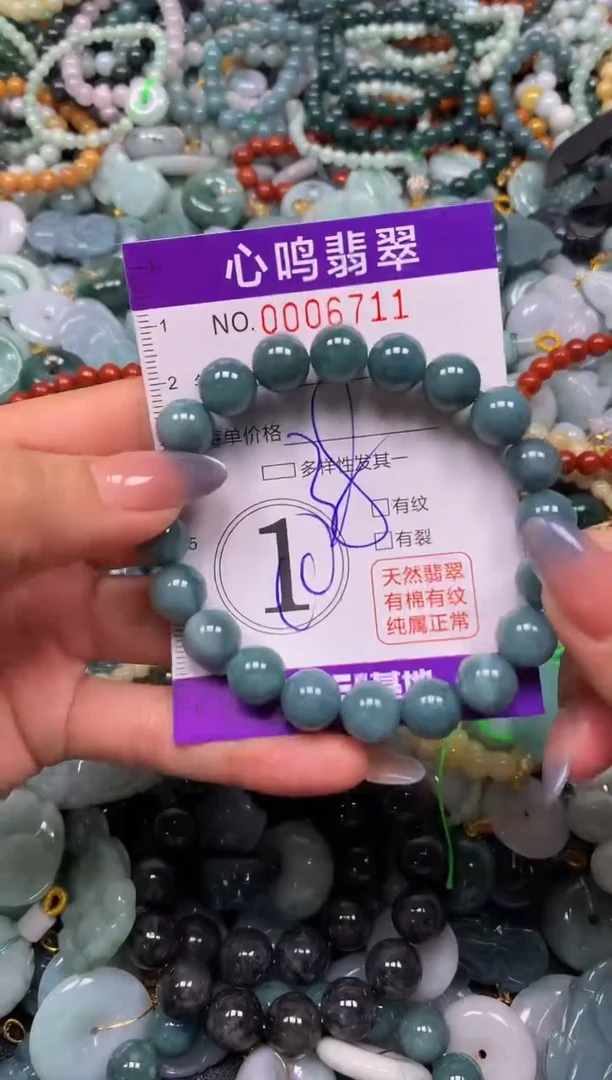 心鸣翡翠
NO.0006711
1
2
单价格
多样性发其一
有纹
5
有裂
1
天然翡翠
有棉有纹
纯属正常